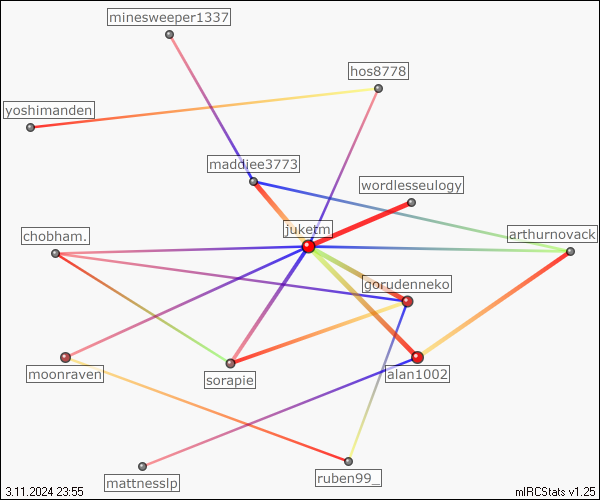 minesweeper1337
hos8778
yoshimanden
maddiee3773
wordlesseulogy
juketm
arthurnovack
chobham.
gorudenneko
moonraven
sorapie
alan1002
mattnesslp
ruben99_
3.11.2024 23:55
mIRCStats v1.25